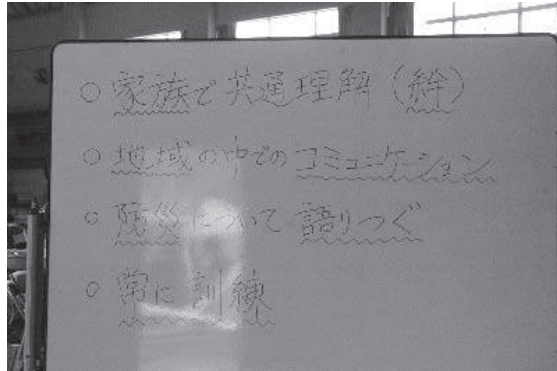 ○ 家族で共通理解（絆）
○ 地域の中でのコミュニケーション
○ 防災について語りつぐ
○ 常に訓練